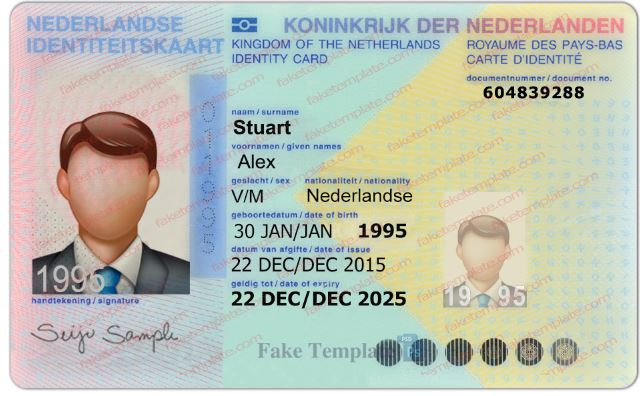 NEDERLANDSE
IDENTITEITSKAART
KONINKRIJK DER NEDERLANDEN
KINGDOM OF THE NETHERLANDS
IDENTITY CARD
ROYAUME DES PAYS-BAS
CARTE D'IDENTITÉ
documentnummer / document no.
604839288
naam / surname
Stuart
voornamen / given names
Alex
geslacht / sex nationaliteit / nationality
V/M Nederlandse
geboortedatum / date of birth
30 JAN/JAN 1995
datum van afgifte / date of issue
22 DEC/DEC 2015
geldig tot / date of expiry
22 DEC/DEC 2025
1995
19 95
handtekening / signature
Fake Template
faketemplate.com